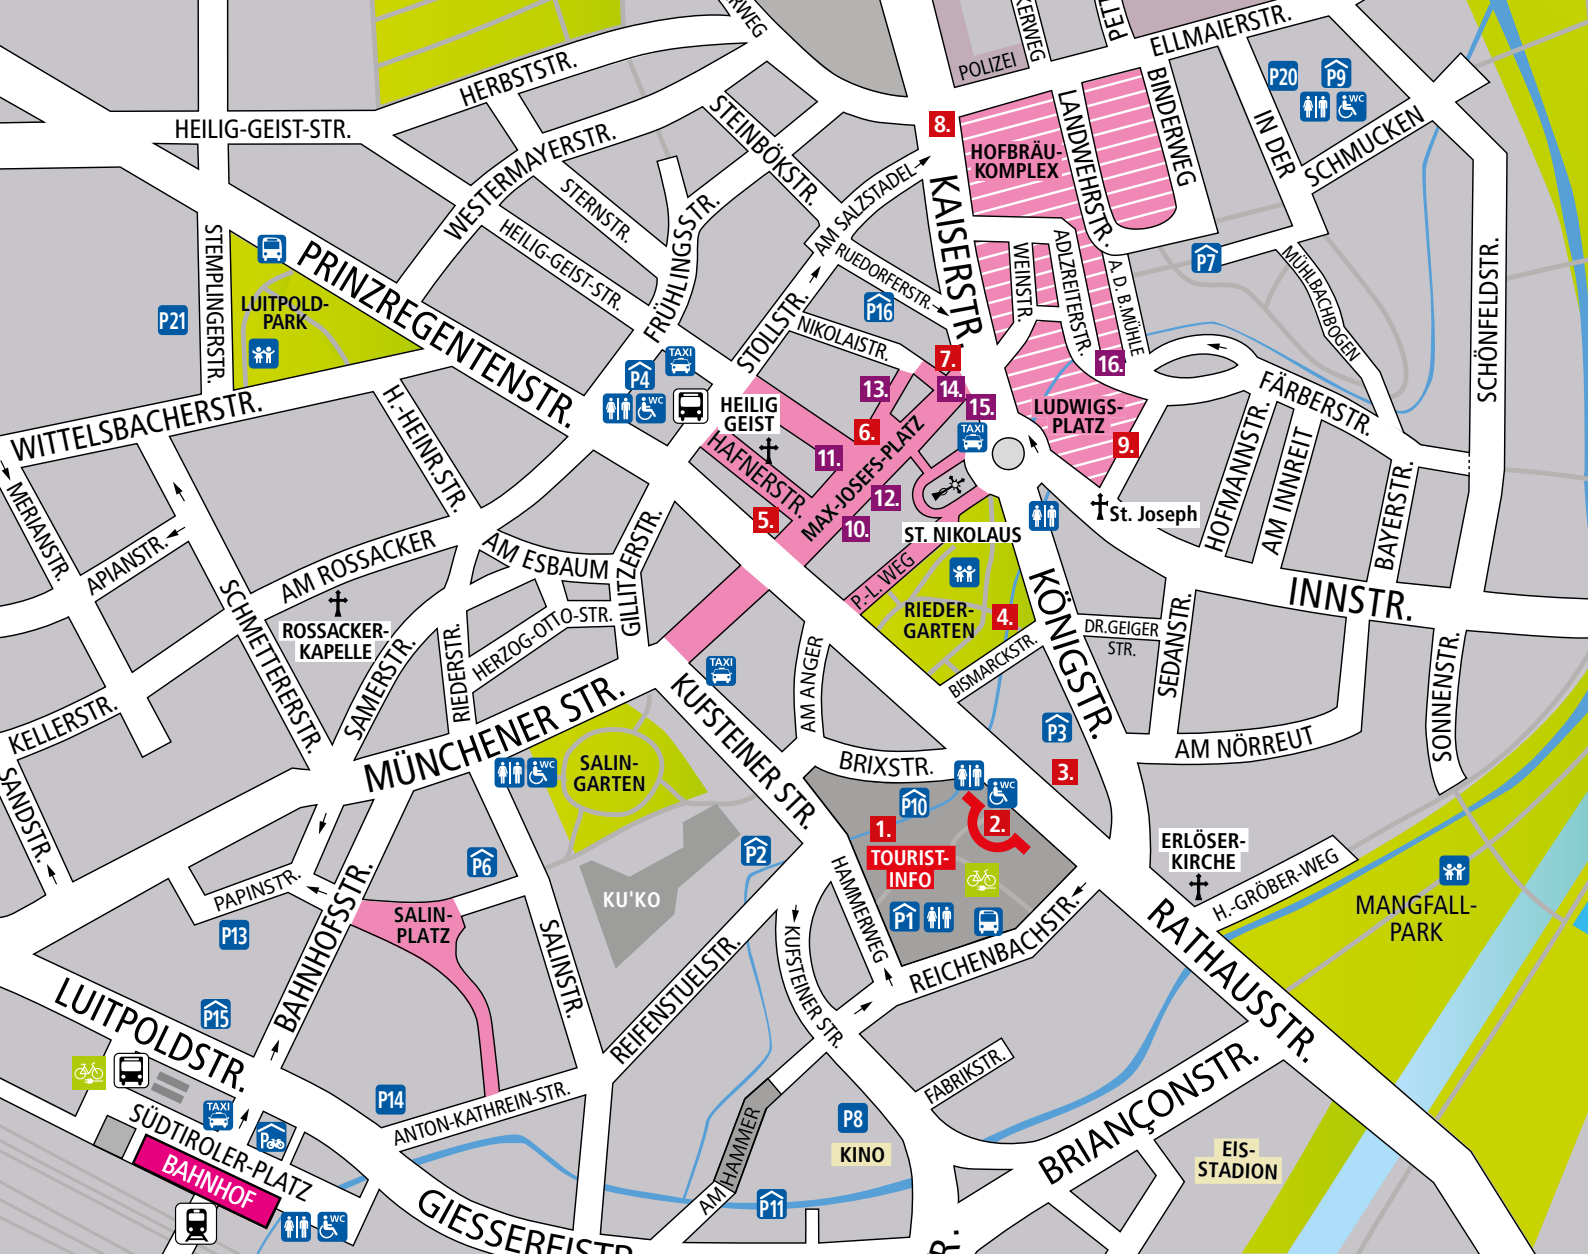 ELLMAIERSTR.
POLIZEI
HERBSTSTR.
HEILIG-GEIST-STR.
WESTERMAYERSTR.
STERNSTR.
STEINBÖKSTR.
HEILIG-GEIST-STR.
FRÜHLINGSSTR.
AM SALZSTADEL
RUEDORFERSTR.
8.
HOFBRÄU-
KOMPLEX
KAISERSTR.
LANDWEHRSTR.
BINDERWEG
IN DER
SCHMUCKEN
P20
P9
WC
P7
MÜHLBACHBOGEN
SCHÖNFELDSTR.
WEINSTR.
ADLZREITERSTR.
A. D. B.MÜHLE
16.
STEMPLINGERSTR.
P21
LUITPOLD-
PARK
PRINZREGENTENSTR.
WITTELSBACHERSTR.
H.-HEINR.-STR.
STOLLSTR.
P16
NIKOLAISTR.
P4
TAXI
WC
HEILIG
GEIST
HAFNERSTR.
7.
13.
14.
15.
6.
11.
12.
10.
5.
MAX-JOSEFS-PLATZ
TAXI
LUDWIGS-
PLATZ
9.
St. Joseph
FÄRBERSTR.
HOFMANNSTR.
AM INNREIT
BAYERSTR.
INNSTR.
ST. NIKOLAUS
P.-L. WEG
RIEDER-
GARTEN
4.
BISMARCKSTR.
KÖNIGSTR.
DR.GEIGER
STR.
SEDANSTR.
AM NÖRREUT
SONNENSTR.
MERIANSTR.
APIANSTR.
AM ROSSACKER
ROSSACKER-
KAPELLE
SCHMETTERERSTR.
SAMERSTR.
RIEDERSTR.
AM ESBAUM
HERZOG-OTTO-STR.
GILLITZERSTR.
KELLERSTR.
SANDSTR.
MÜNCHENER STR.
TAXI
KUFSTEINER STR.
AM ANGER
BRIXSTR.
P3
3.
WC
SALIN-
GARTEN
WC
P10
1.
2.
TOURIST-
INFO
P1
P2
P6
KU'KO
HAMMERWEG
REICHENBACHSTR.
ERLÖSER-
KIRCHE
H.-GRÖBER-WEG
MANGFALL-
PARK
RATHAUSSTR.
PAPINSTR.
P13
SALIN-
PLATZ
BAHNHOFSSTR.
SALINSTR.
REIFENSTUELSTR.
KUFSTEINER STR.
LUITPOLDSTR.
P15
P14
ANTON-KATHREIN-STR.
TAXI
P
SÜDTIROLER-PLATZ
BAHNHOF
WC
GIESSEREISTR
AM HAMMER
P8
KINO
P11
FABRIKSTR.
BRIANÇONSTR.
EIS-
STADION